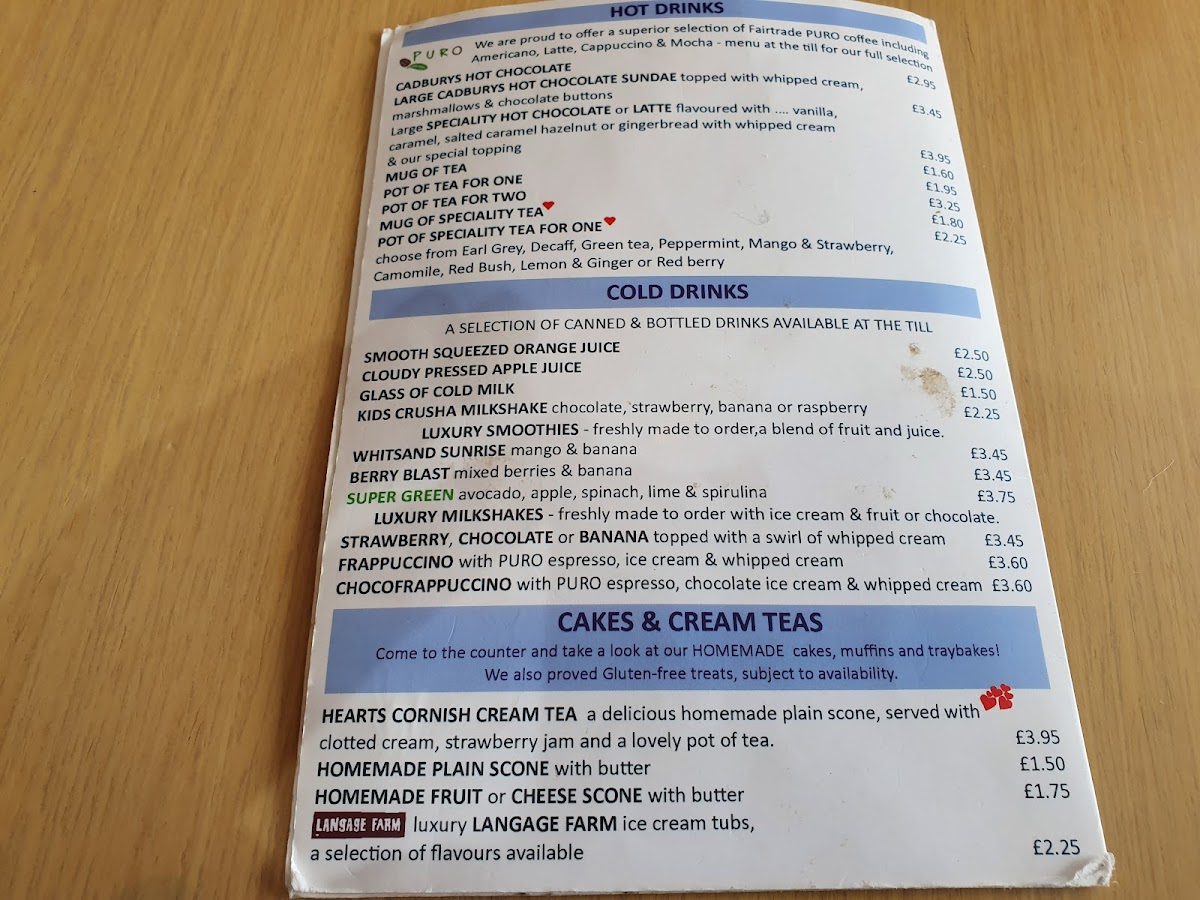 HOT DRINKS
PURO We are proud to offer a superior selection of Fairtrade PURO coffee including
Americano, Latte, Cappuccino & Mocha - menu at the till for our full selection
CADBURYS HOT CHOCOLATE £2.95
LARGE CADBURYS HOT CHOCOLATE SUNDAE topped with whipped cream,
marshmallows & chocolate buttons £3.45
Large SPECIALITY HOT CHOCOLATE or LATTE flavoured with .... vanilla,
caramel, salted caramel hazelnut or gingerbread with whipped cream
& our special topping £3.95
MUG OF TEA £1.60
POT OF TEA FOR ONE £1.95
POT OF TEA FOR TWO £3.25
MUG OF SPECIALITY TEA £1.80
POT OF SPECIALITY TEA FOR ONE £2.25
choose from Earl Grey, Decaff, Green tea, Peppermint, Mango & Strawberry,
Camomile, Red Bush, Lemon & Ginger or Red berry
COLD DRINKS
A SELECTION OF CANNED & BOTTLED DRINKS AVAILABLE AT THE TILL
SMOOTH SQUEEZED ORANGE JUICE £2.50
CLOUDY PRESSED APPLE JUICE £2.50
GLASS OF COLD MILK £1.50
KIDS CRUSHA MILKSHAKE chocolate, strawberry, banana or raspberry £2.25
LUXURY SMOOTHIES - freshly made to order,a blend of fruit and juice.
WHITSAND SUNRISE mango & banana £3.45
BERRY BLAST mixed berries & banana £3.45
SUPER GREEN avocado, apple, spinach, lime & spirulina £3.75
LUXURY MILKSHAKES - freshly made to order with ice cream & fruit or chocolate.
STRAWBERRY, CHOCOLATE or BANANA topped with a swirl of whipped cream £3.45
FRAPPUCCINO with PURO espresso, ice cream & whipped cream £3.60
CHOCOFRAPPUCCINO with PURO espresso, chocolate ice cream & whipped cream £3.60
CAKES & CREAM TEAS
Come to the counter and take a look at our HOMEMADE cakes, muffins and traybakes!
We also proved Gluten-free treats, subject to availability.
HEARTS CORNISH CREAM TEA a delicious homemade plain scone, served with
clotted cream, strawberry jam and a lovely pot of tea. £3.95
HOMEMADE PLAIN SCONE with butter £1.50
HOMEMADE FRUIT or CHEESE SCONE with butter £1.75
LANGAGE FARM luxury LANGAGE FARM ice cream tubs,
a selection of flavours available £2.25